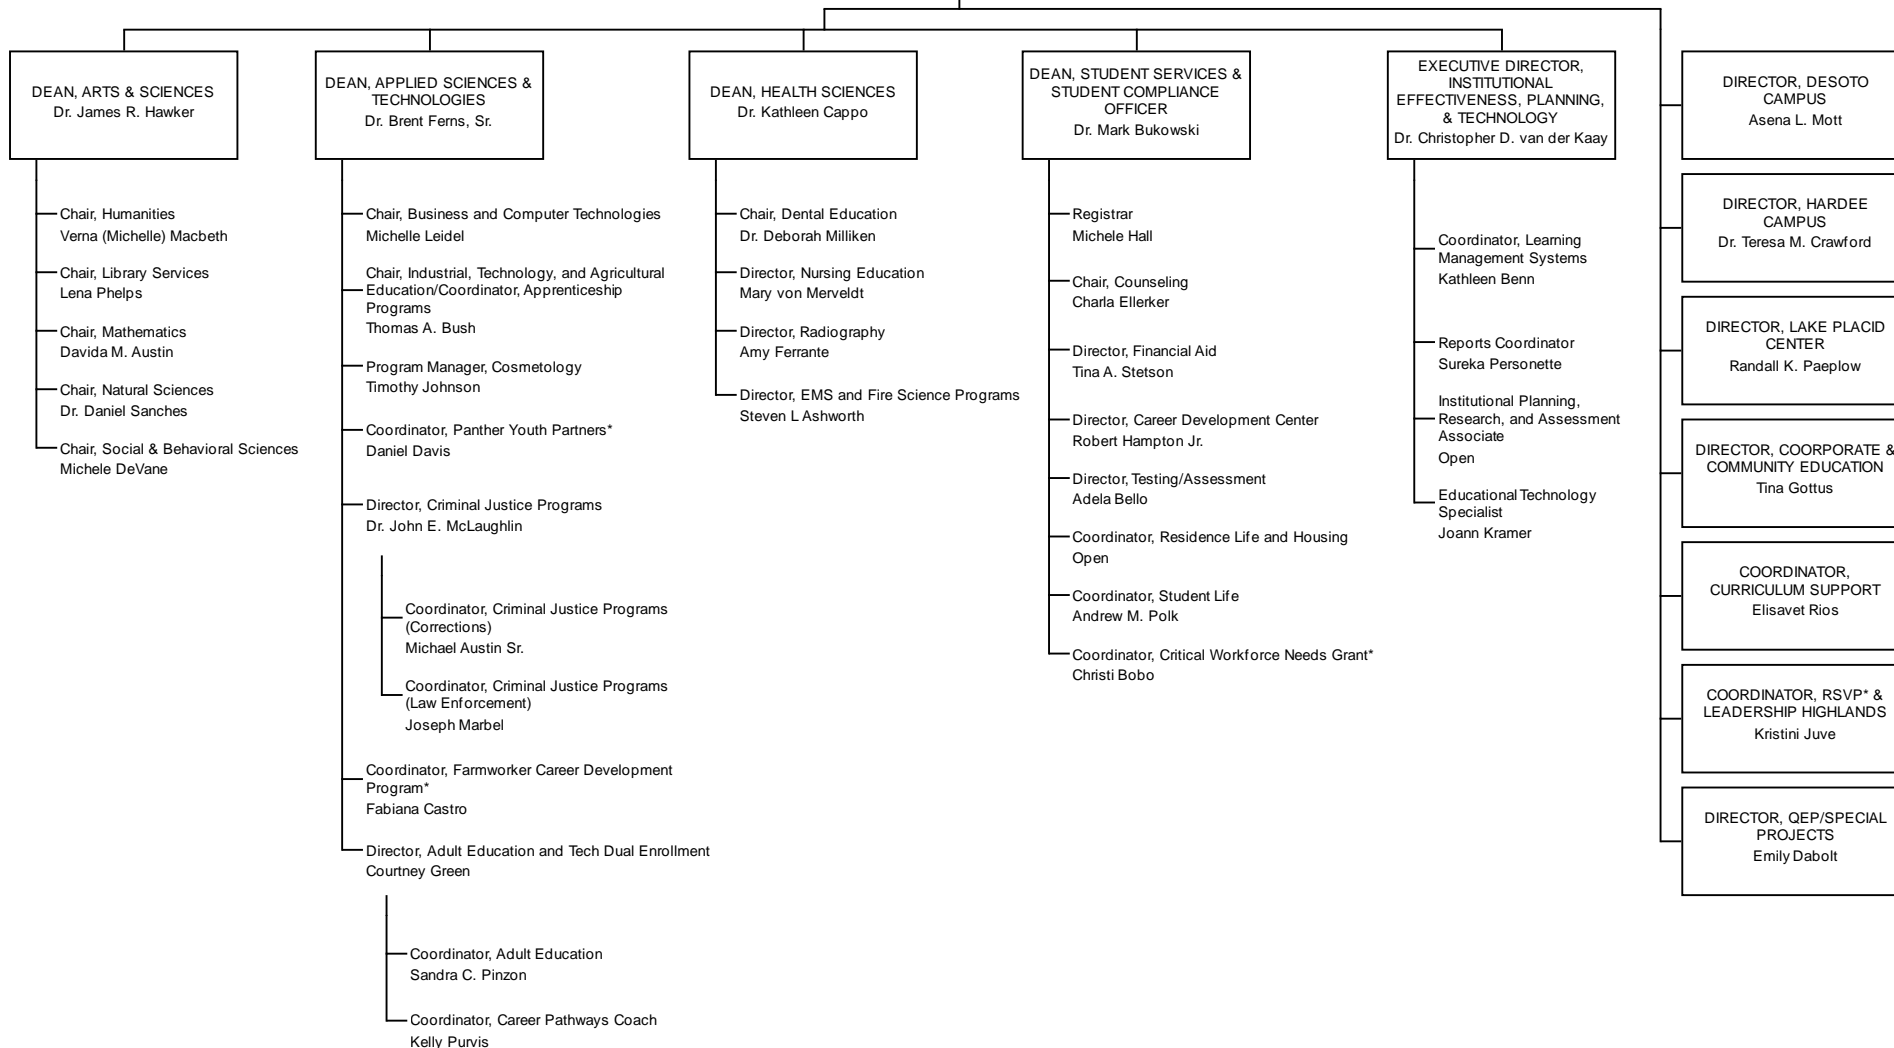 DEAN, ARTS & SCIENCES
Dr. James R. Hawker
Chair, Humanities
Verna (Michelle) Macbeth
Chair, Library Services
Lena Phelps
Chair, Mathematics
Davida M. Austin
Chair, Natural Sciences
Dr. Daniel Sanches
Chair, Social & Behavioral Sciences
Michele DeVane
DEAN, APPLIED SCIENCES &
TECHNOLOGIES
Dr. Brent Ferns, Sr.
Chair, Business and Computer Technologies
Michelle Leidel
Chair, Industrial, Technology, and Agricultural
Education/Coordinator, Apprenticeship
Programs
Thomas A. Bush
Program Manager, Cosmetology
Timothy Johnson
Coordinator, Panther Youth Partners*
Daniel Davis
Director, Criminal Justice Programs
Dr. John E. McLaughlin
Coordinator, Criminal Justice Programs
(Corrections)
Michael Austin Sr.
Coordinator, Criminal Justice Programs
(Law Enforcement)
Joseph Marbel
Coordinator, Farmworker Career Development
Program*
Fabiana Castro
Director, Adult Education and Tech Dual Enrollment
Courtney Green
Coordinator, Adult Education
Sandra C. Pinzon
Coordinator, Career Pathways Coach
Kelly Purvis
DEAN, HEALTH SCIENCES
Dr. Kathleen Cappo
Chair, Dental Education
Dr. Deborah Milliken
Director, Nursing Education
Mary von Merveldt
Director, Radiography
Amy Ferrante
Director, EMS and Fire Science Programs
Steven L Ashworth
DEAN, STUDENT SERVICES &
STUDENT COMPLIANCE
OFFICER
Dr. Mark Bukowski
Registrar
Michele Hall
Chair, Counseling
Charla Ellerker
Director, Financial Aid
Tina A. Stetson
Director, Career Development Center
Robert Hampton Jr.
Director, Testing/Assessment
Adela Bello
Coordinator, Residence Life and Housing
Open
Coordinator, Student Life
Andrew M. Polk
Coordinator, Critical Workforce Needs Grant*
Christi Bobo
EXECUTIVE DIRECTOR,
INSTITUTIONAL
EFFECTIVENESS, PLANNING,
& TECHNOLOGY
Dr. Christopher D. van der Kaay
Coordinator, Learning
Management Systems
Kathleen Benn
Reports Coordinator
Sureka Personette
Institutional Planning,
Research, and Assessment
Associate
Open
Educational Technology
Specialist
Joann Kramer
DIRECTOR, DESOTO
CAMPUS
Asena L. Mott
DIRECTOR, HARDEE
CAMPUS
Dr. Teresa M. Crawford
DIRECTOR, LAKE PLACID
CENTER
Randall K. Paeplow
DIRECTOR, COORPORATE &
COMMUNITY EDUCATION
Tina Gottus
COORDINATOR,
CURRICULUM SUPPORT
Elisavet Rios
COORDINATOR, RSVP* &
LEADERSHIP HIGHLANDS
Kristini Juve
DIRECTOR, QEP/SPECIAL
PROJECTS
Emily Dabolt